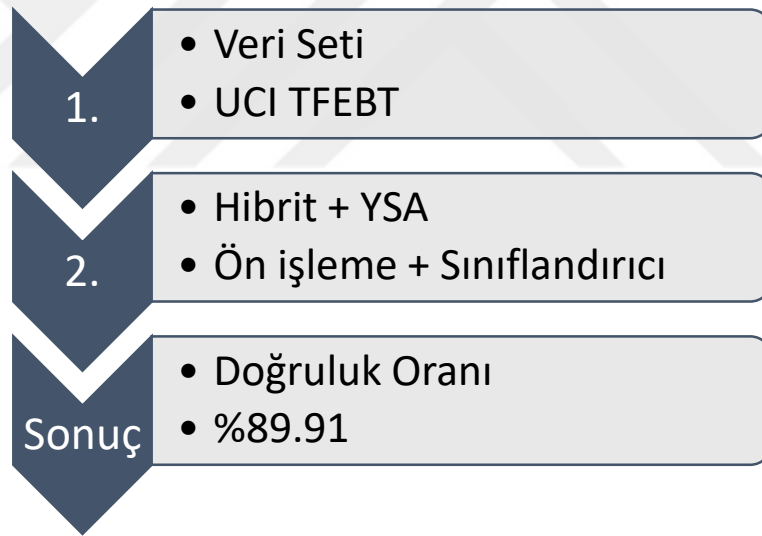 1.
• Veri Seti
• UCI TFEBT
2.
• Hibrit + YSA
• Ön işleme + Sınıflandırıcı
Sonuç
• Doğruluk Oranı
• %89.91